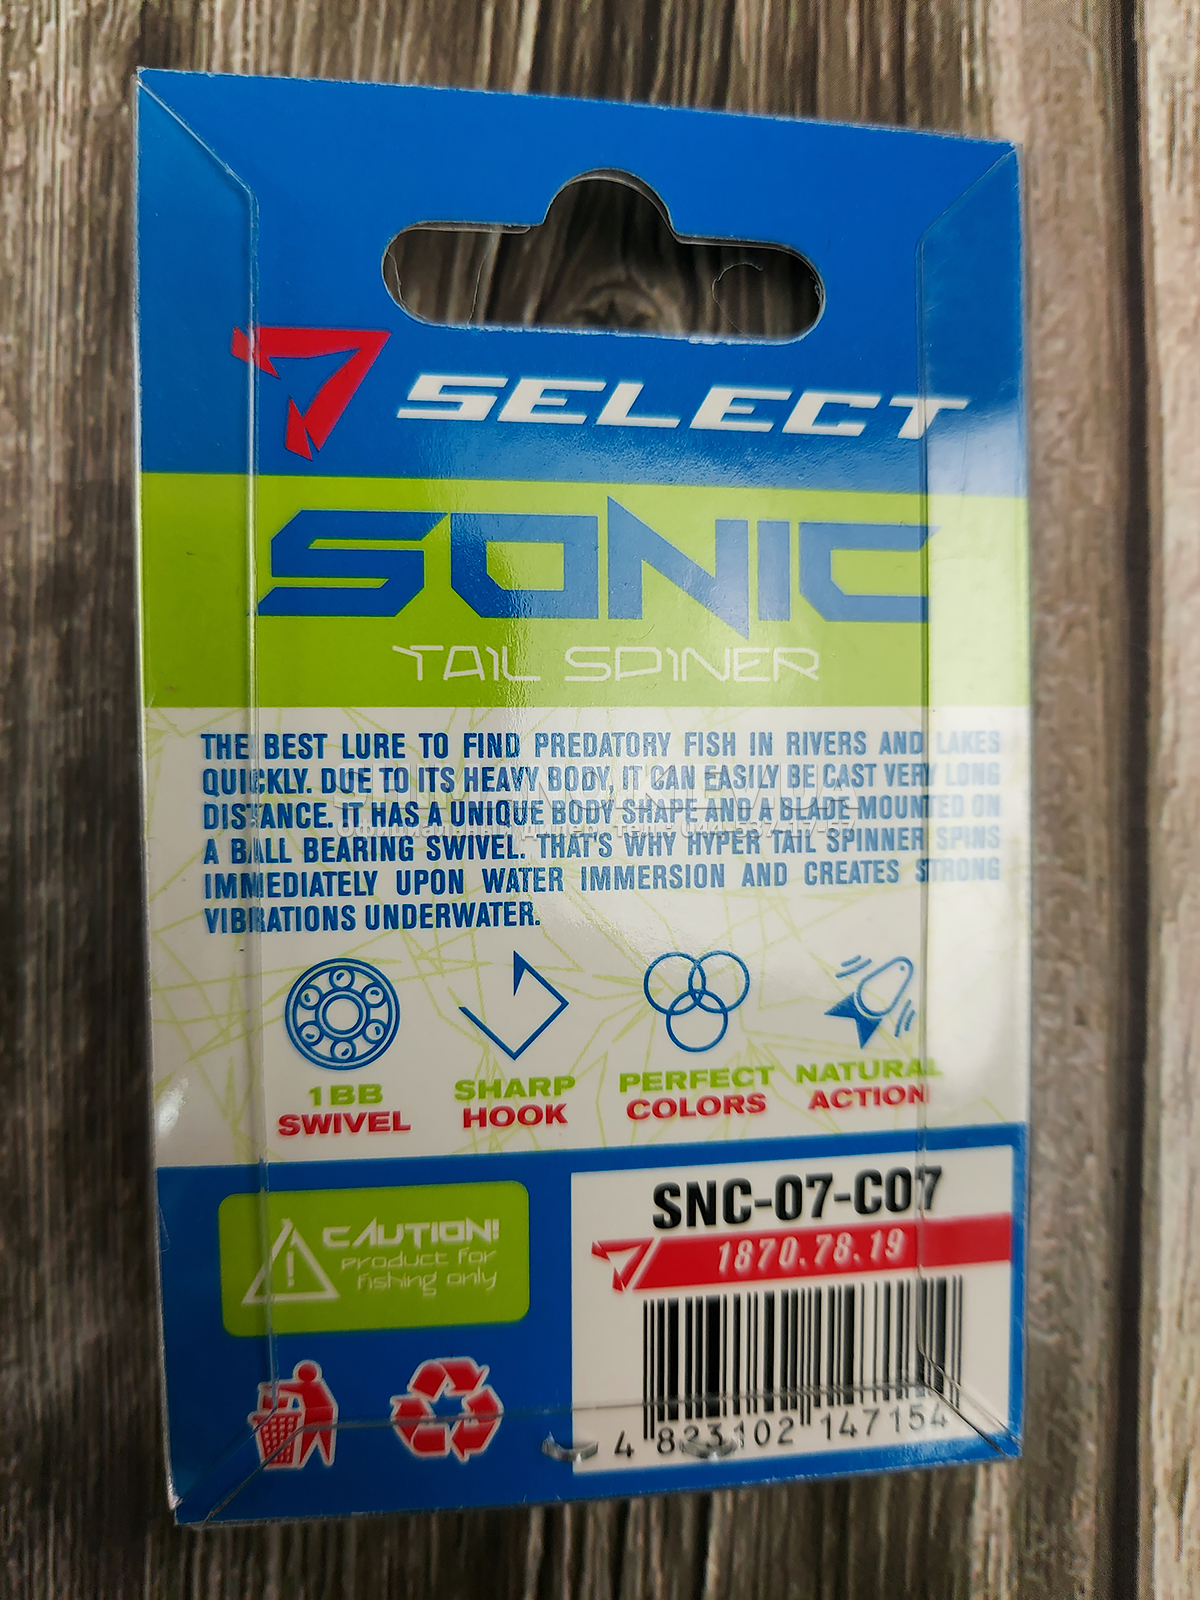 SELECT
SONIC
TAIL SPINER
THE BEST LURE TO FIND PREDATORY FISH IN RIVERS AND LAKES
QUICKLY. DUE TO ITS HEAVY BODY, IT CAN EASILY BE CAST VERY LONG
DISTANCE. IT HAS A UNIQUE BODY SHAPE AND A BLADE MOUNTED ON
A BALL BEARING SWIVEL. THAT'S WHY HYPER TAIL SPINNER SPINS
IMMEDIATELY UPON WATER IMMERSION AND CREATES STRONG
VIBRATIONS UNDERWATER.
1 BB
SWIVEL
SHARP
HOOK
PERFECT
COLORS
NATURAL
ACTION
CAUTION!
product for
fishing only
SNC-07-C07
1870.78.19
4 823102 147154